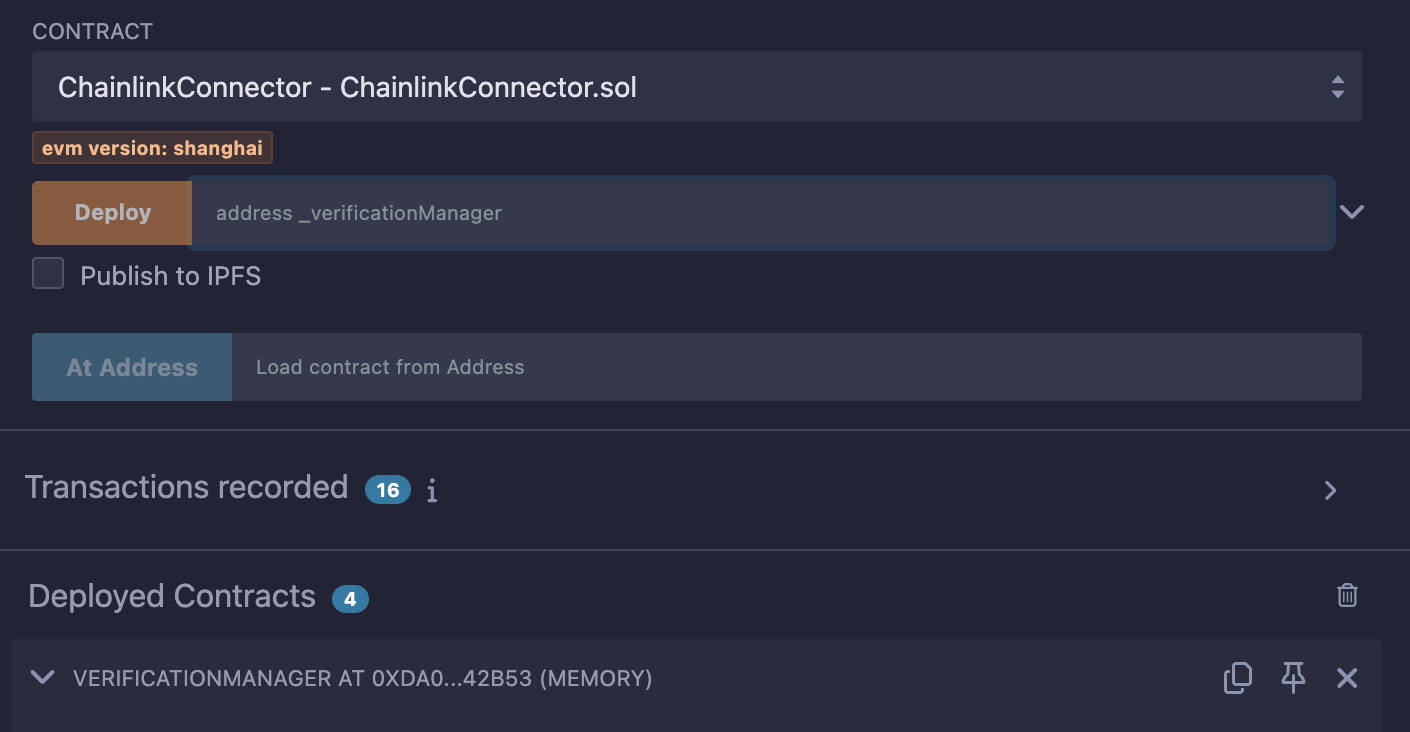 CONTRACT
ChainlinkConnector - ChainlinkConnector.sol
evm version: shanghai
Deploy address _verificationManager
Publish to IPFS
At Address Load contract from Address
Transactions recorded 16 i
Deployed Contracts 4
VERIFICATIONMANAGER AT 0XDA0...42B53 (MEMORY)